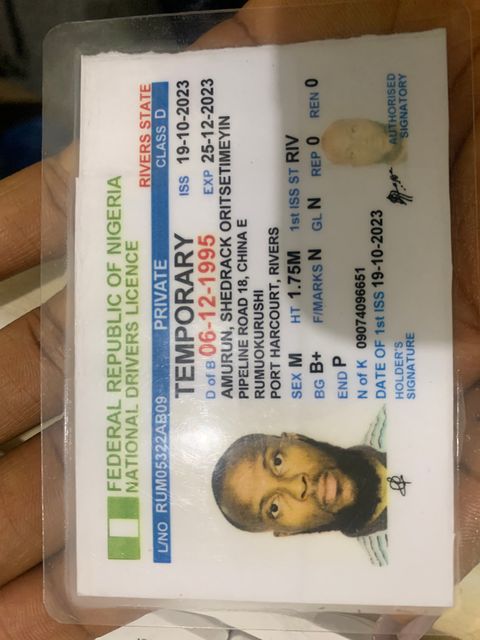 FEDERAL REPUBLIC OF NIGERIA
NATIONAL DRIVERS LICENCE
RIVERS STATE
L/NO RUM05322AB09 PRIVATE CLASS D
TEMPORARY ISS 19-10-2023
D of B 06-12-1995 EXP 25-12-2023
AMURUN, SHEDRACK ORITSETIMEYIN
PIPELINE ROAD 18, CHINA E
RUMUOKURUSHI
PORT HARCOURT, RIVERS
SEX M HT 1.75M 1st ISS ST RIV
BG B+ F/MARKS N GL N REP 0 REN 0
END P
N of K 09074096651
DATE OF 1st ISS 19-10-2023
HOLDER'S
SIGNATURE
AUTHORISED
SIGNATORY